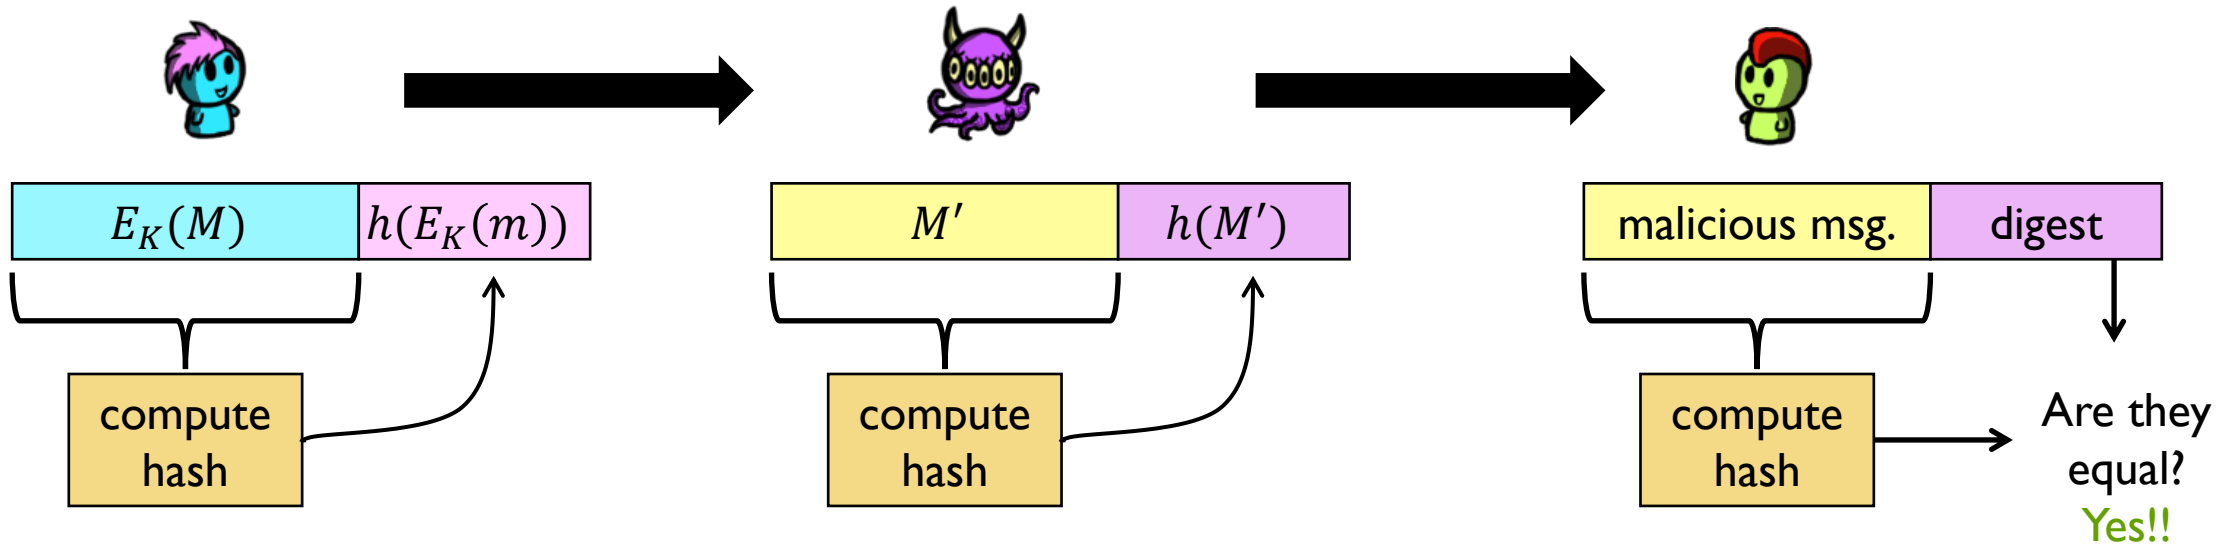 E_K(M) h(E_K(m))
M′ h(M′)
malicious msg. digest
compute
hash
compute
hash
compute
hash
Are they
equal?
Yes!!